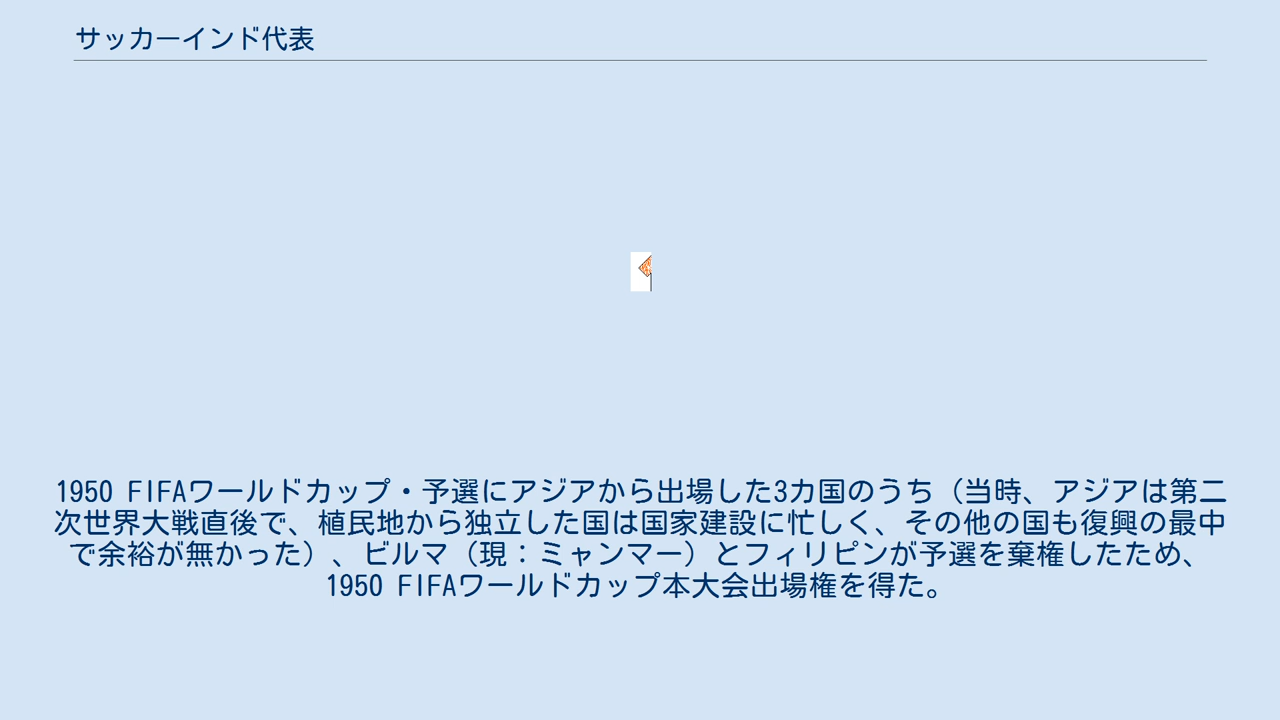 サッカーインド代表
1950 FIFAワールドカップ・予選にアジアから出場した3カ国のうち（当時、アジアは第二
次世界大戦直後で、植民地から独立した国は国家建設に忙しく、その他の国も復興の最中
で余裕が無かった）、ビルマ（現：ミャンマー）とフィリピンが予選を棄権したため、
1950 FIFAワールドカップ本大会出場権を得た。